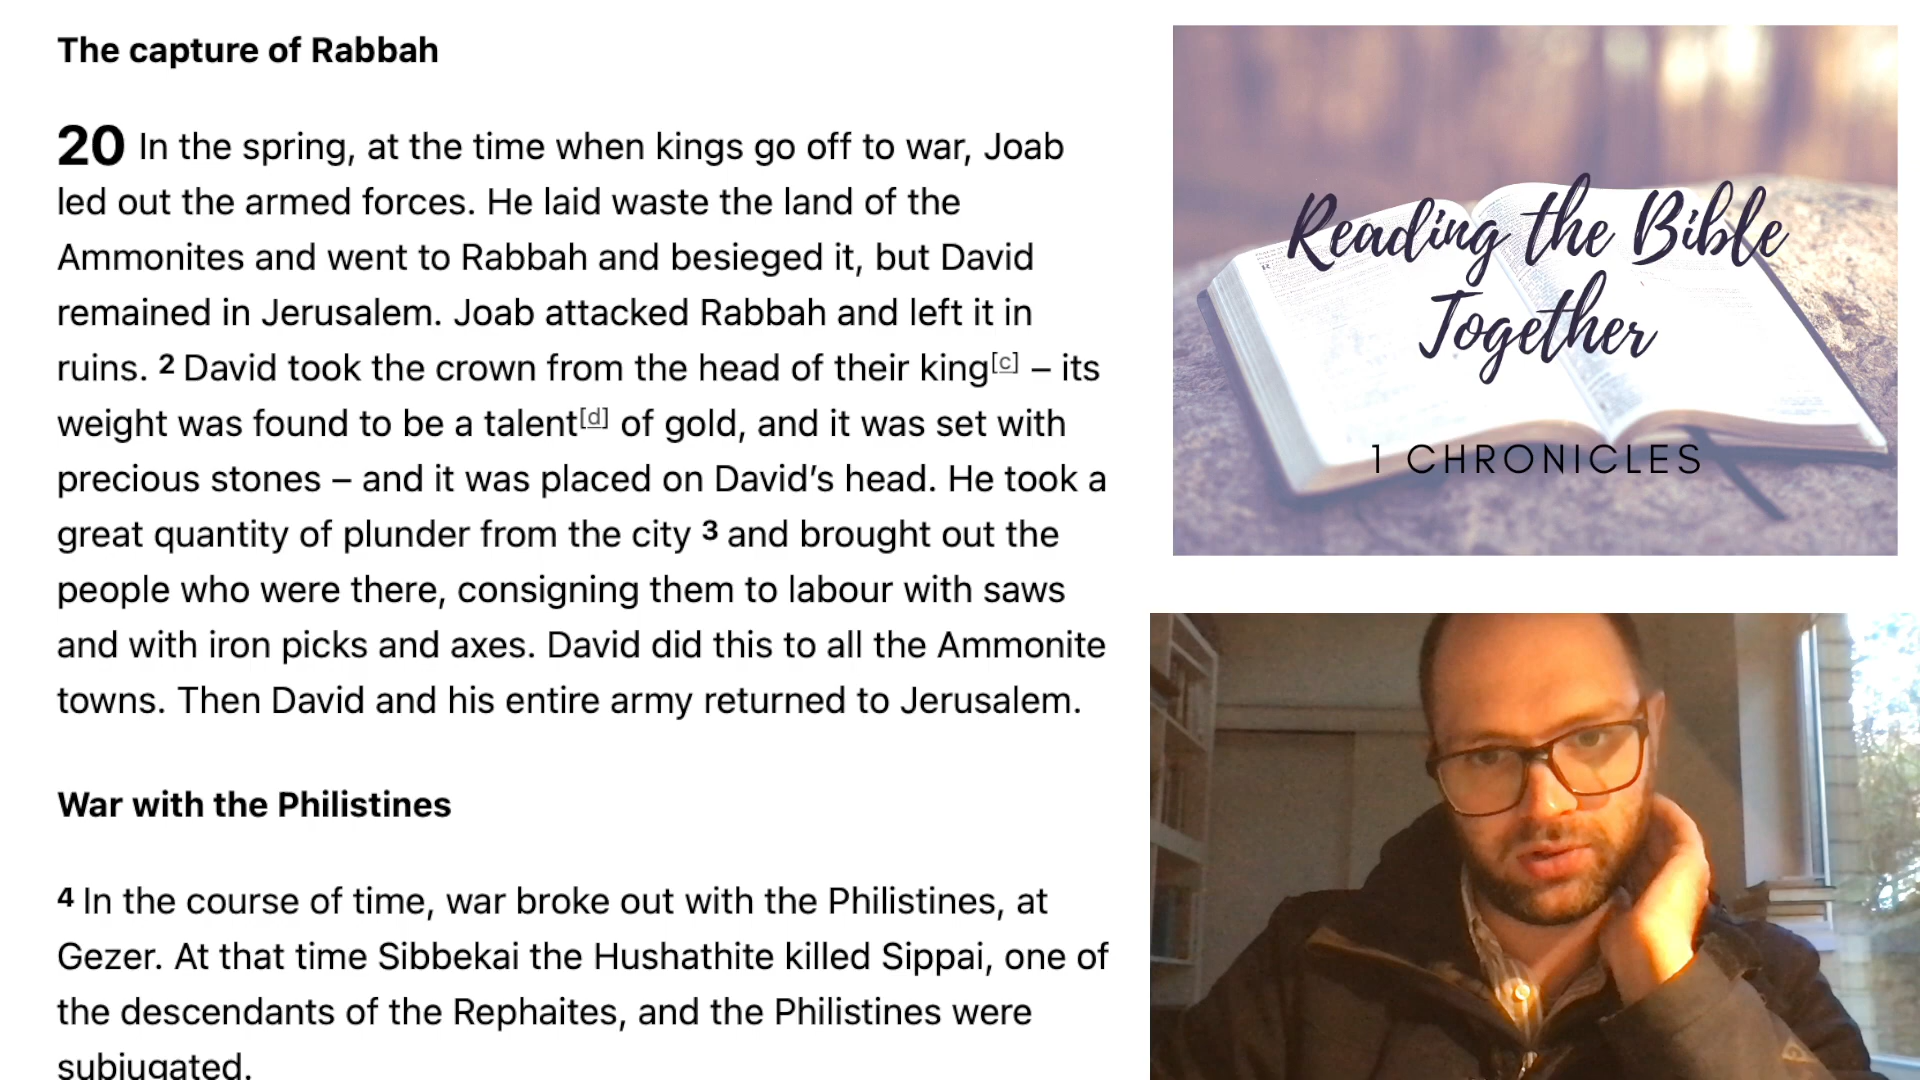 The capture of Rabbah
20 In the spring, at the time when kings go off to war, Joab
led out the armed forces. He laid waste the land of the
Ammonites and went to Rabbah and besieged it, but David
remained in Jerusalem. Joab attacked Rabbah and left it in
ruins. 2 David took the crown from the head of their king[c] – its
weight was found to be a talent[d] of gold, and it was set with
precious stones – and it was placed on David’s head. He took a
great quantity of plunder from the city 3 and brought out the
people who were there, consigning them to labour with saws
and with iron picks and axes. David did this to all the Ammonite
towns. Then David and his entire army returned to Jerusalem.
War with the Philistines
4 In the course of time, war broke out with the Philistines, at
Gezer. At that time Sibbekai the Hushathite killed Sippai, one of
the descendants of the Rephaites, and the Philistines were
subjugated.
Reading the Bible
Together
1 CHRONICLES